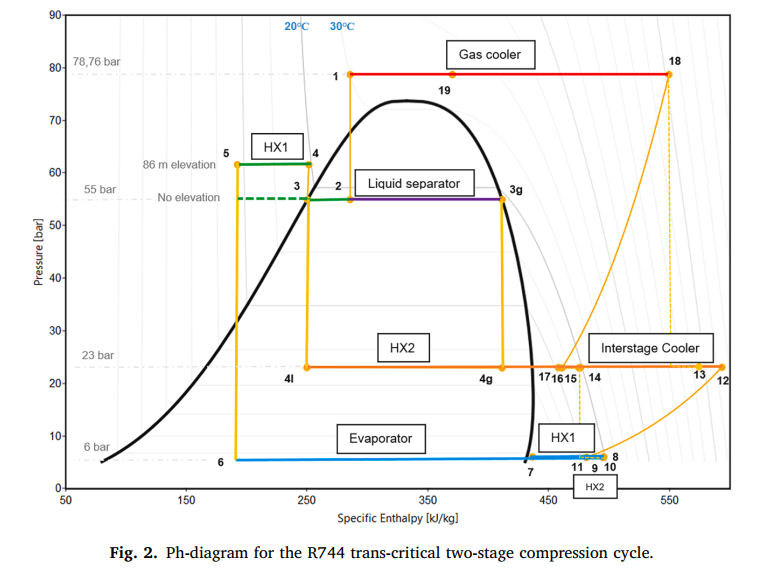 90
20°C 30°C
Gas cooler
18
80
78,76 bar
1
19
70
5
HX1
4
60
86 m elevation
3
2
Liquid separator
3g
55 bar
No elevation
50
Pressure [bar]
40
30
HX2
Interstage Cooler
23 bar
20
4l
4g
17 16 15 14
13
12
10
Evaporator
HX1
6 bar
6
7
11 9 10
8
HX2
0
50
150
250
350
450
550
Specific Enthalpy [kJ/kg]
Fig. 2. Ph-diagram for the R744 trans-critical two-stage compression cycle.